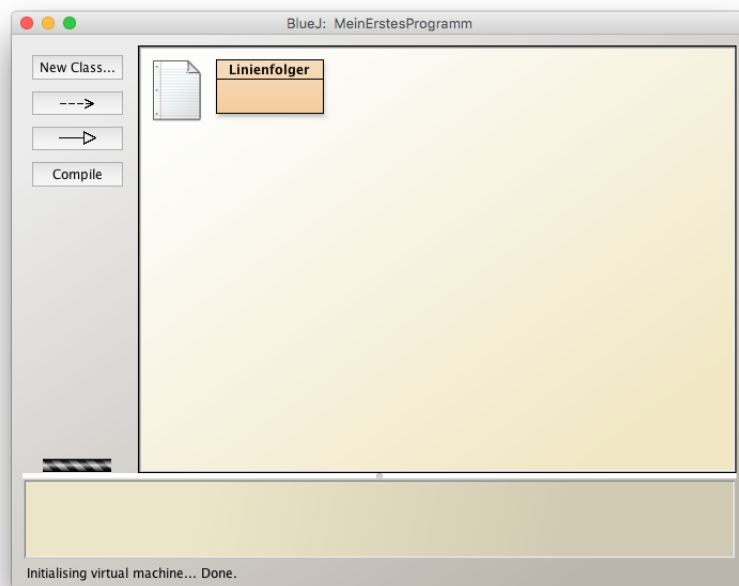 BlueJ: MeinErstesProgramm
New Class...
Linienfolger
Compile
Initialising virtual machine... Done.